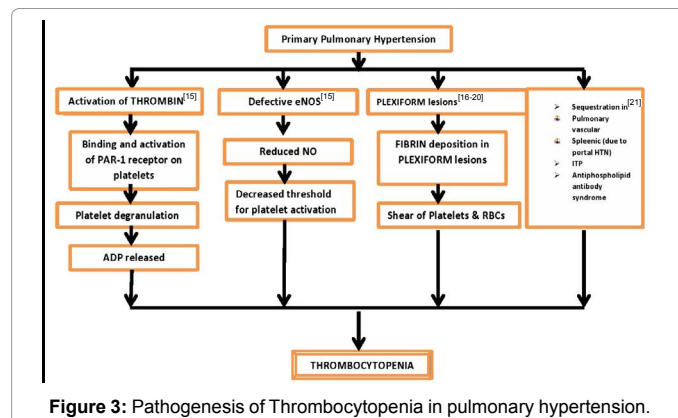 Primary Pulmonary Hypertension
Activation of THROMBIN[15]
Binding and activation
of PAR-1 receptor on
platelets
Platelet degranulation
ADP released
Defective eNOS[15]
Reduced NO
Decreased threshold
for platelet activation
PLEXIFORM lesions[16-20]
FIBRIN deposition in
PLEXIFORM lesions
Shear of Platelets & RBCs
Sequestration in[21]
Pulmonary
vascular
Spleenic (due to
portal HTN)
ITP
Antiphospholipid
antibody
syndrome
THROMBOCYTOPENIA
Figure 3: Pathogenesis of Thrombocytopenia in pulmonary hypertension.